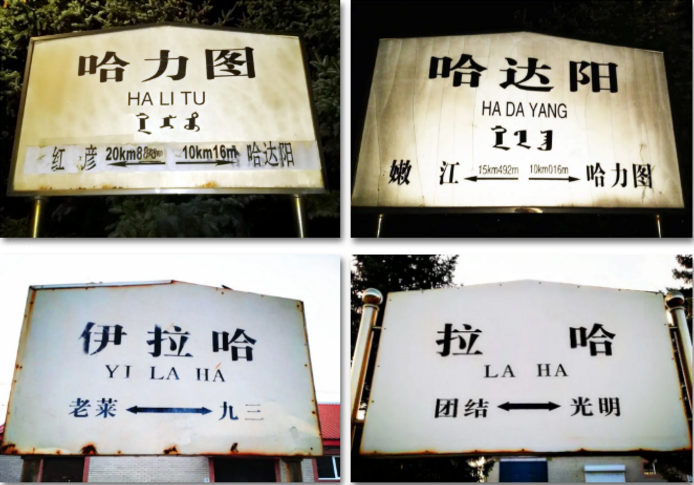 哈力图
HA LI TU
红彦 20km8 10km16m 哈达阳
哈达阳
HA DA YANG
嫩江 15km492m 10km016m 哈力图
伊拉哈
YI LA HA
老莱 九三
拉哈
LA HA
团结 光明